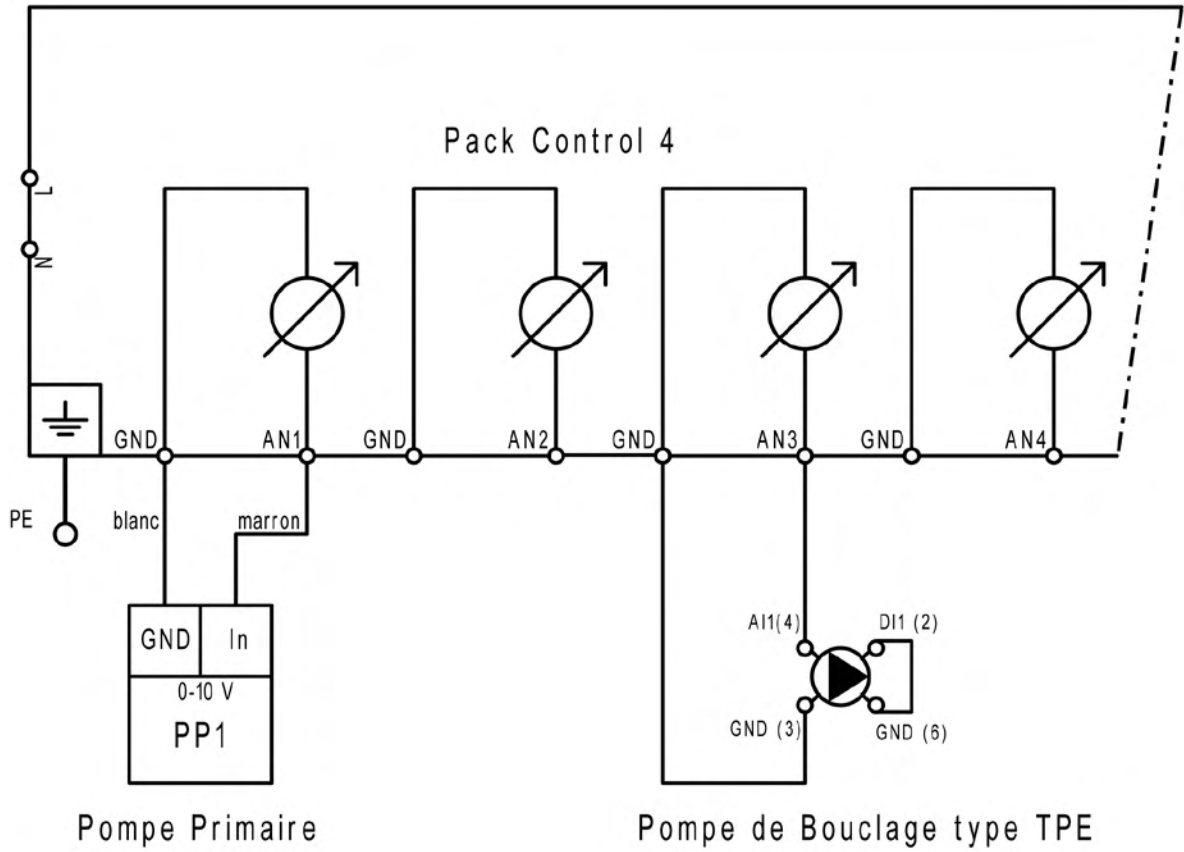 Pack Control 4
L
N
GND AN1 GND AN2 GND AN3 GND AN4
PE blanc marron
AI1(4) DI1 (2)
GND In
0-10 V
GND (3) GND (6)
PP1
Pompe Primaire Pompe de Bouclage type TPE